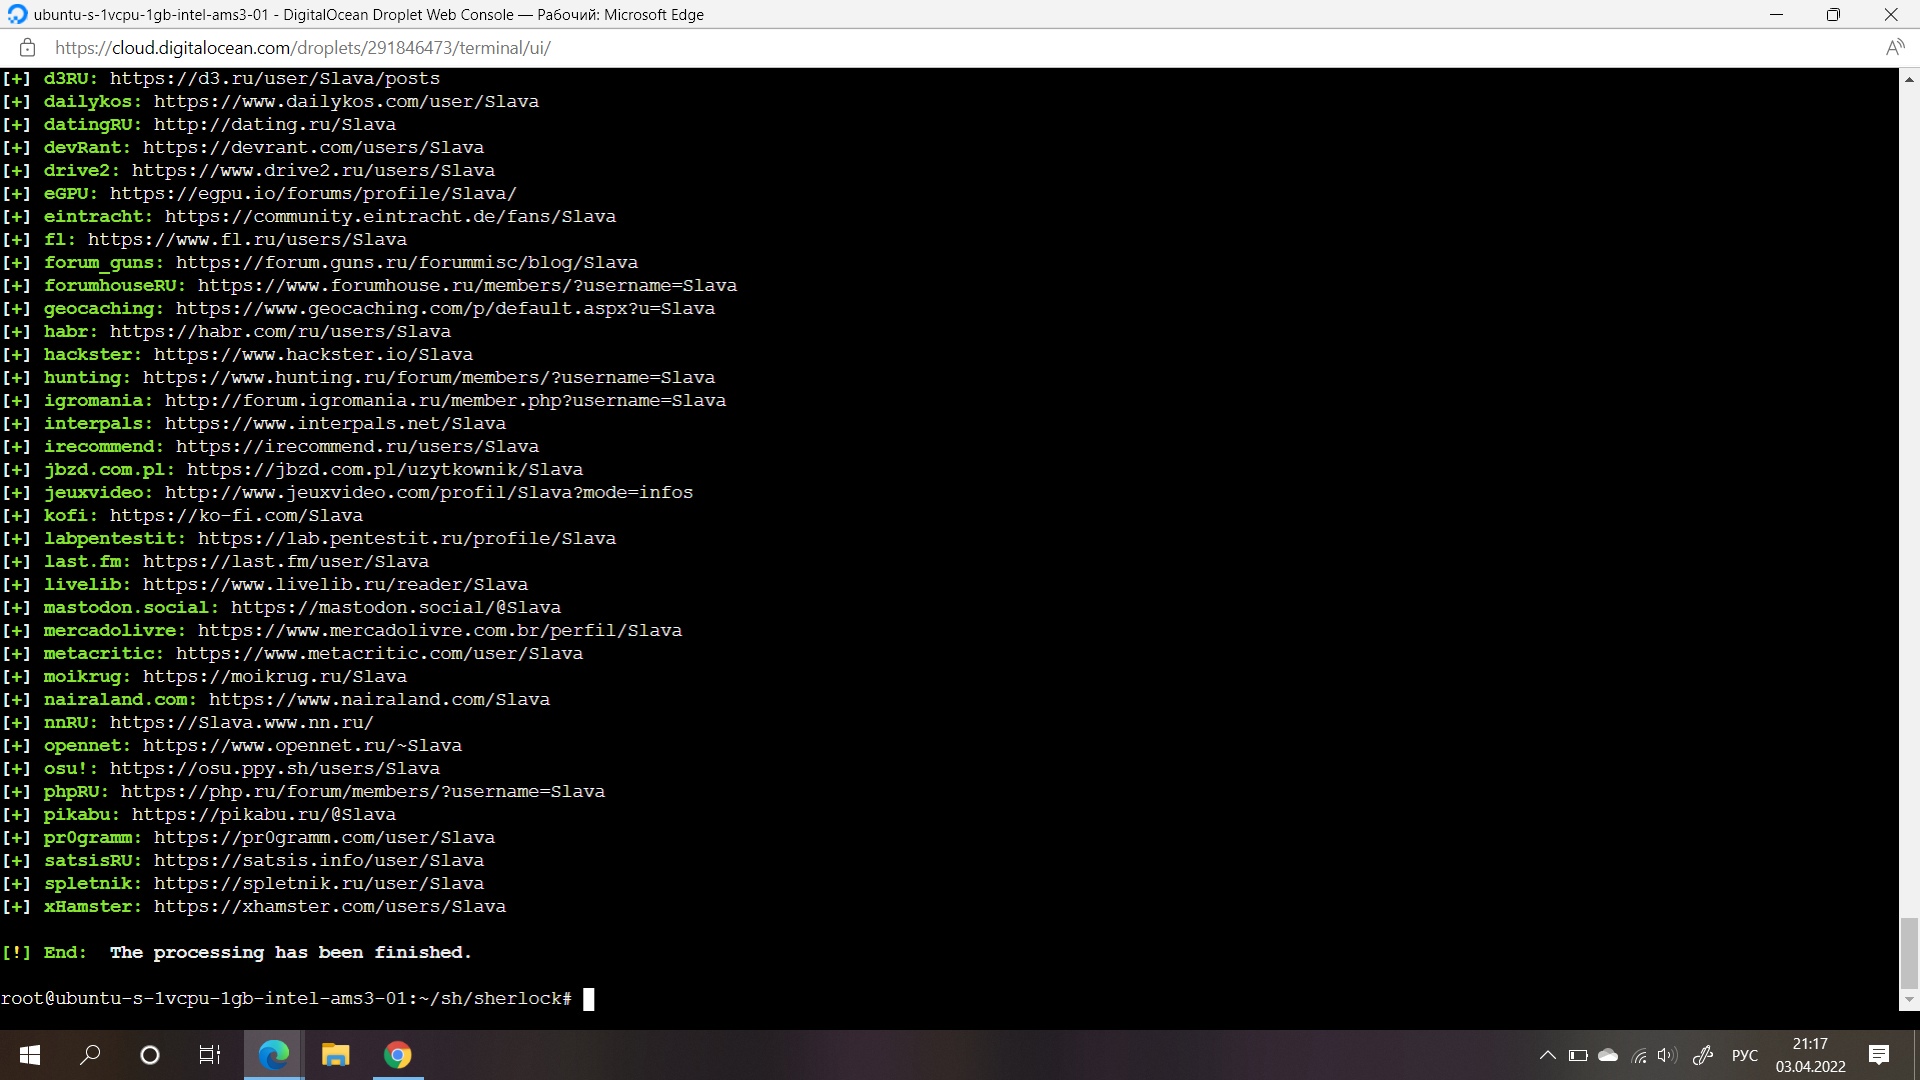 ubuntu-s-1vcpu-1gb-intel-ams3-01 - DigitalOcean Droplet Web Console — Рабочий: Microsoft Edge
https://cloud.digitalocean.com/droplets/291846473/terminal/ui/
[+] d3RU: https://d3.ru/user/Slava/posts
[+] dailykos: https://www.dailykos.com/user/Slava
[+] datingRU: http://dating.ru/Slava
[+] devRant: https://devrant.com/users/Slava
[+] drive2: https://www.drive2.ru/users/Slava
[+] eGPU: https://egpu.io/forums/profile/Slava/
[+] eintracht: https://community.eintracht.de/fans/Slava
[+] fl: https://www.fl.ru/users/Slava
[+] forum_guns: https://forum.guns.ru/forummisc/blog/Slava
[+] forumhouseRU: https://www.forumhouse.ru/members/?username=Slava
[+] geocaching: https://www.geocaching.com/p/default.aspx?u=Slava
[+] habr: https://habr.com/ru/users/Slava
[+] hackster: https://www.hackster.io/Slava
[+] hunting: https://www.hunting.ru/forum/members/?username=Slava
[+] igromania: http://forum.igromania.ru/member.php?username=Slava
[+] interpals: https://www.interpals.net/Slava
[+] irecommend: https://irecommend.ru/users/Slava
[+] jbzd.com.pl: https://jbzd.com.pl/uzytkownik/Slava
[+] jeuxvideo: http://www.jeuxvideo.com/profil/Slava?mode=infos
[+] kofi: https://ko-fi.com/Slava
[+] labpentestit: https://lab.pentestit.ru/profile/Slava
[+] last.fm: https://last.fm/user/Slava
[+] livelib: https://www.livelib.ru/reader/Slava
[+] mastodon.social: https://mastodon.social/@Slava
[+] mercadolivre: https://www.mercadolivre.com.br/perfil/Slava
[+] metacritic: https://www.metacritic.com/user/Slava
[+] moikrug: https://moikrug.ru/Slava
[+] nairaland.com: https://www.nairaland.com/Slava
[+] nnRU: https://Slava.www.nn.ru/
[+] opennet: https://www.opennet.ru/~Slava
[+] osu!: https://osu.ppy.sh/users/Slava
[+] phpRU: https://php.ru/forum/members/?username=Slava
[+] pikabu: https://pikabu.ru/@Slava
[+] pr0gramm: https://pr0gramm.com/user/Slava
[+] satsisRU: https://satsis.info/user/Slava
[+] spletnik: https://spletnik.ru/user/Slava
[+] xHamster: https://xhamster.com/users/Slava
[!] End:  The processing has been finished.
root@ubuntu-s-1vcpu-1gb-intel-ams3-01:~/sh/sherlock#
РУС
21:17
03.04.2022